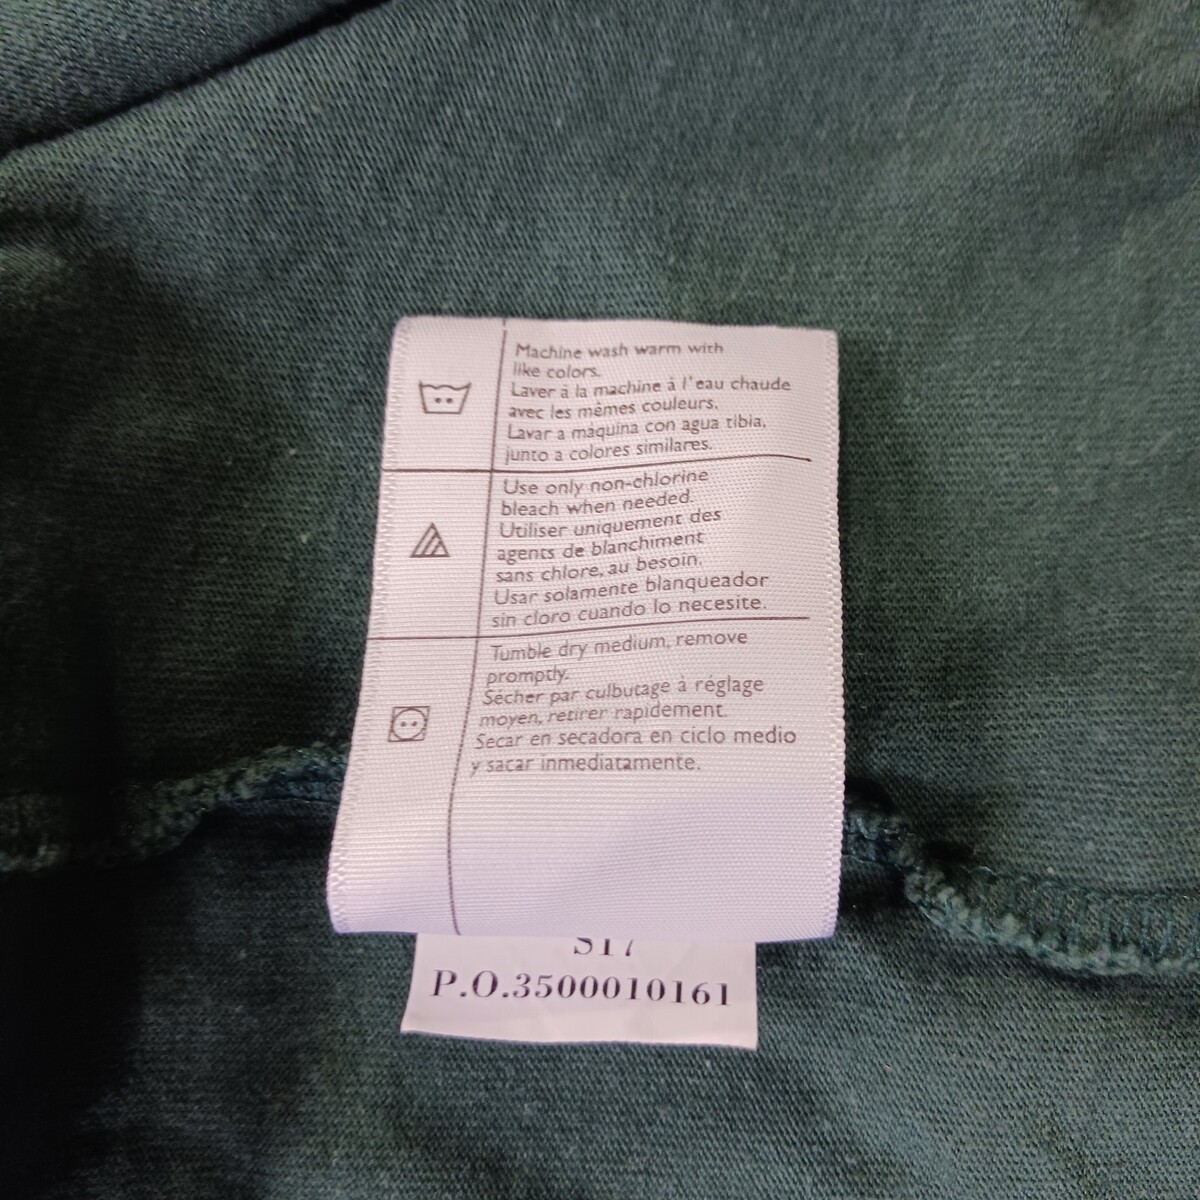 Machine wash warm with
like colors.
Laver à la machine à l'eau chaude
avec les mêmes couleurs.
Lavar a máquina con agua tibia,
junto a colores similares.
Use only non-chlorine
bleach when needed.
Utiliser uniquement des
agents de blanchiment
sans chlore, au besoin.
Usar solamente blanqueador
sin cloro cuando lo necesite.
Tumble dry medium, remove
promptly.
Sécher par culbutage à réglage
moyen, retirer rapidement.
Secar en secadora en ciclo medio
y sacar inmediatamente.
S17
P.O.3500010161